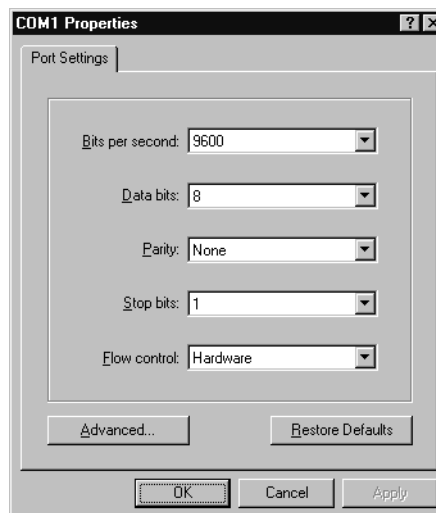 COM1 Properties ? ×
Port Settings
Bits per second: 9600
Data bits: 8
Parity: None
Stop bits: 1
Flow control: Hardware
Advanced... Restore Defaults
OK Cancel Apply